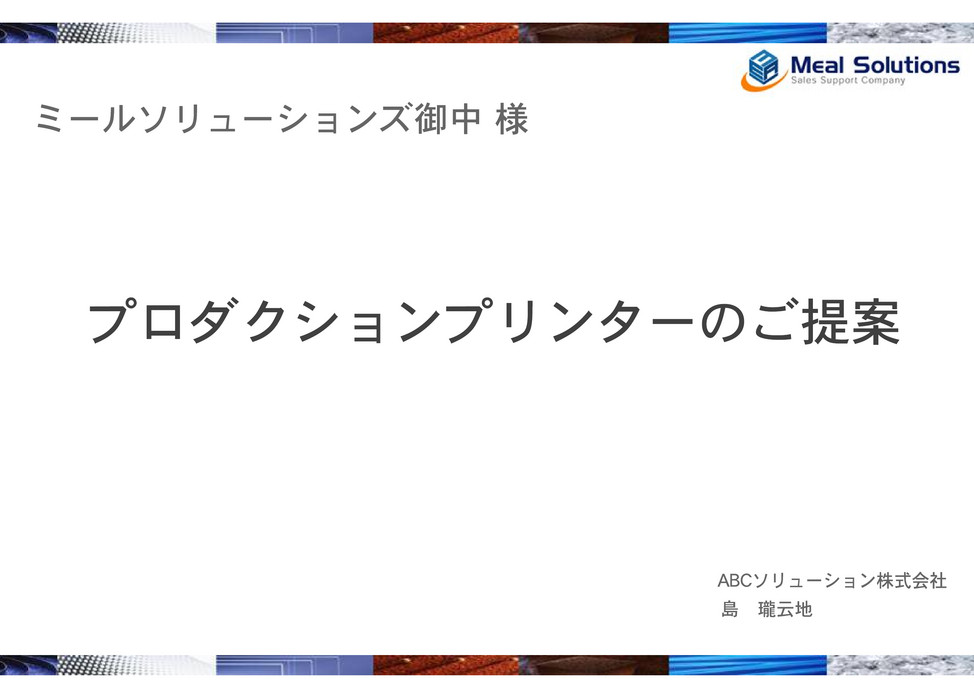 Meal Solutions
Sales Support Company
ミールソリューションズ御中 様
プロダクションプリンターのご提案
ABCソリューション株式会社
島　瓏云地